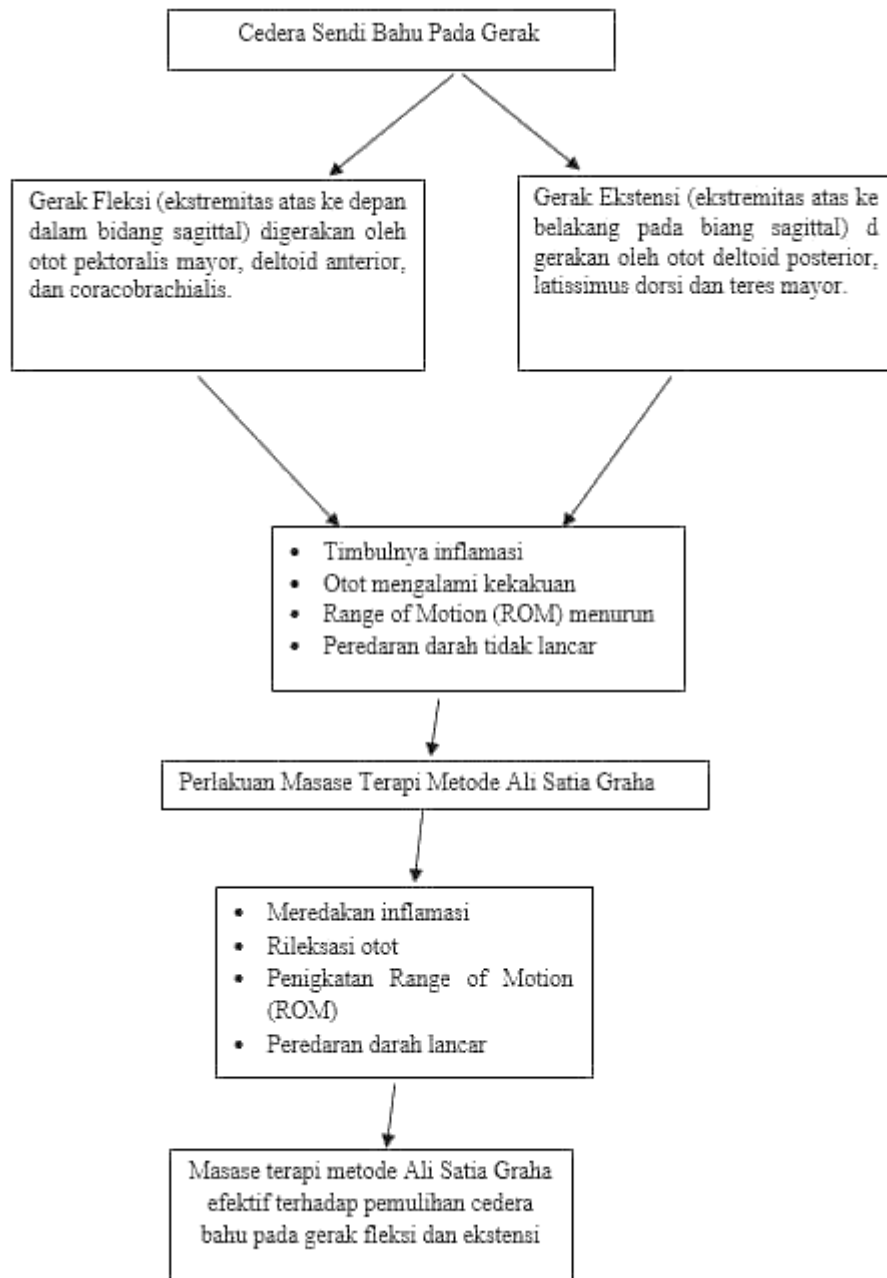 Cedera Sendi Bahu Pada Gerak
Gerak Fleksi (ekstremitas atas ke depan
dalam bidang sagittal) digerakan oleh
otot pektoralis mayor, deltoid anterior,
dan coracobrachialis.
Gerak Ekstensi (ekstremitas atas ke
belakang pada biang sagittal) d
gerakan oleh otot deltoid posterior,
latissimus dorsi dan teres mayor.
• Timbulnya inflamasi
• Otot mengalami kekakuan
• Range of Motion (ROM) menurun
• Peredaran darah tidak lancar
Perlakuan Masase Terapi Metode Ali Satia Graha
• Meredakan inflamasi
• Rileksasi otot
• Penigkatan Range of Motion
(ROM)
• Peredaran darah lancar
Masase terapi metode Ali Satia Graha
efektif terhadap pemulihan cedera
bahu pada gerak fleksi dan ekstensi